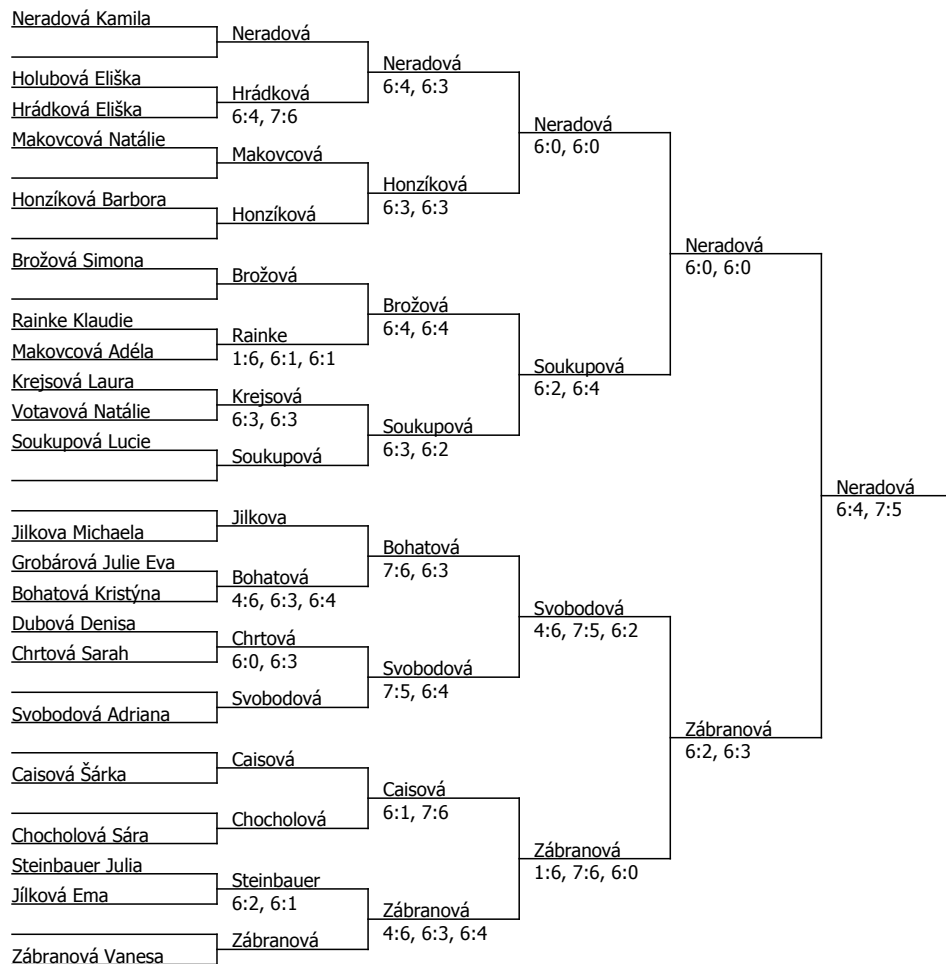 Neradová Kamila
Holubová Eliška
Hrádková Eliška
Makovcová Natálie
Honzíková Barbora
Brožová Simona
Rainke Klaudie
Makovcová Adéla
Krejsová Laura
Votavová Natálie
Soukupová Lucie
Jilkova Michaela
Grobárová Julie Eva
Bohatová Kristýna
Dubová Denisa
Chrtová Sarah
Svobodová Adriana
Caisová Šárka
Chocholová Sára
Steinbauer Julia
Jílková Ema
Zábranová Vanesa
Neradová
Hrádková
6:4, 7:6
Makovcová
Honzíková
Brožová
Rainke
1:6, 6:1, 6:1
Krejsová
6:3, 6:3
Soukupová
Jilkova
Bohatová
4:6, 6:3, 6:4
Chrtová
6:0, 6:3
Svobodová
Caisová
Chocholová
Steinbauer
6:2, 6:1
Zábranová
Neradová
6:4, 6:3
Honzíková
6:3, 6:3
Brožová
6:4, 6:4
Soukupová
6:3, 6:2
Bohatová
7:6, 6:3
Svobodová
7:5, 6:4
Caisová
6:1, 7:6
Zábranová
4:6, 6:3, 6:4
Neradová
6:0, 6:0
Soukupová
6:2, 6:4
Svobodová
4:6, 7:5, 6:2
Zábranová
1:6, 7:6, 6:0
Neradová
6:0, 6:0
Zábranová
6:2, 6:3
Neradová
6:4, 7:5